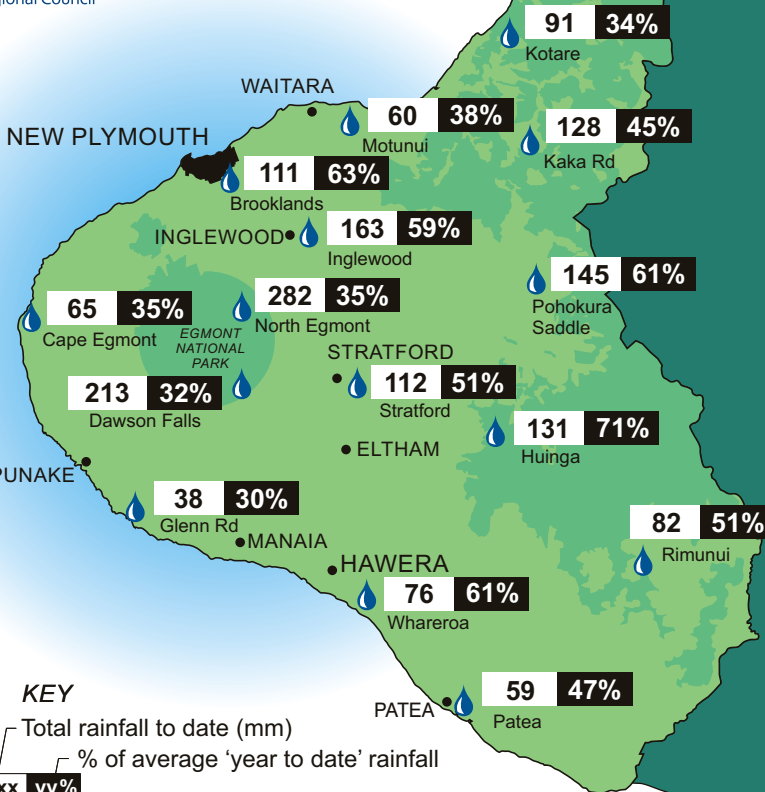 Council
91 34%
Kotare
WAITARA
60 38%
Motunui
128 45%
Kaka Rd
NEW PLYMOUTH
111 63%
Brooklands
INGLEWOOD
163 59%
Inglewood
145 61%
Pohokura
Saddle
65 35%
Cape Egmont
282 35%
North Egmont
EGMONT
NATIONAL
PARK
STRATFORD
112 51%
Stratford
213 32%
Dawson Falls
131 71%
Huinga
ELTHAM
PUNAKE
38 30%
Glenn Rd
MANAIA
82 51%
Rimunui
HAWERA
76 61%
Whareroa
PATEA
59 47%
Patea
KEY
Total rainfall to date (mm)
% of average ‘year to date’ rainfall
xx yy%